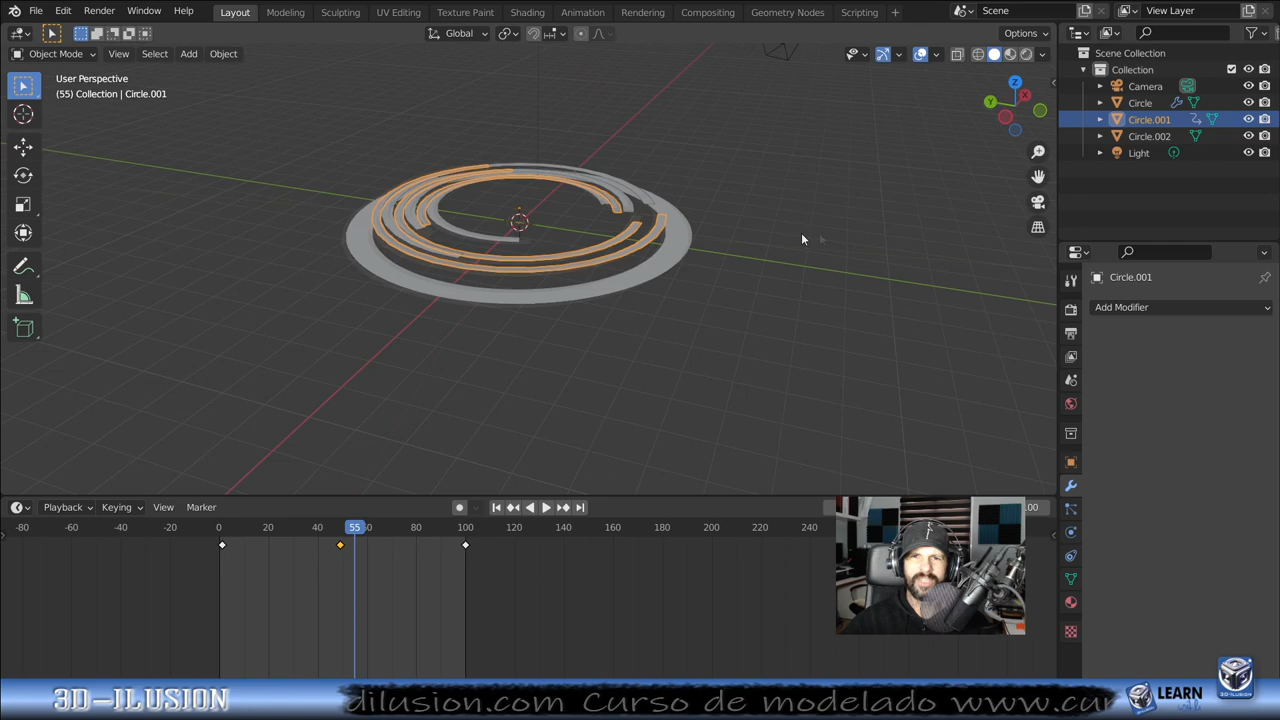 File Edit Render Window Help Layout Modeling Sculpting UV Editing Texture Paint Shading Animation Rendering Compositing Geometry Nodes Scripting + Scene View Layer
Global Options
Object Mode View Select Add Object
User Perspective
(55) Collection | Circle.001
Z
X
Y
Scene Collection
Collection
Camera
Circle
Circle.001
Circle.002
Light
Circle.001
Add Modifier
Playback Keying View Marker
-80 -60 -40 -20 0 20 40 55 80 100 120 140 160 180 200 220 240
3D-ILUSION
dilusion.com Curso de modelado www.cur
LEARN
3D-ILUSION